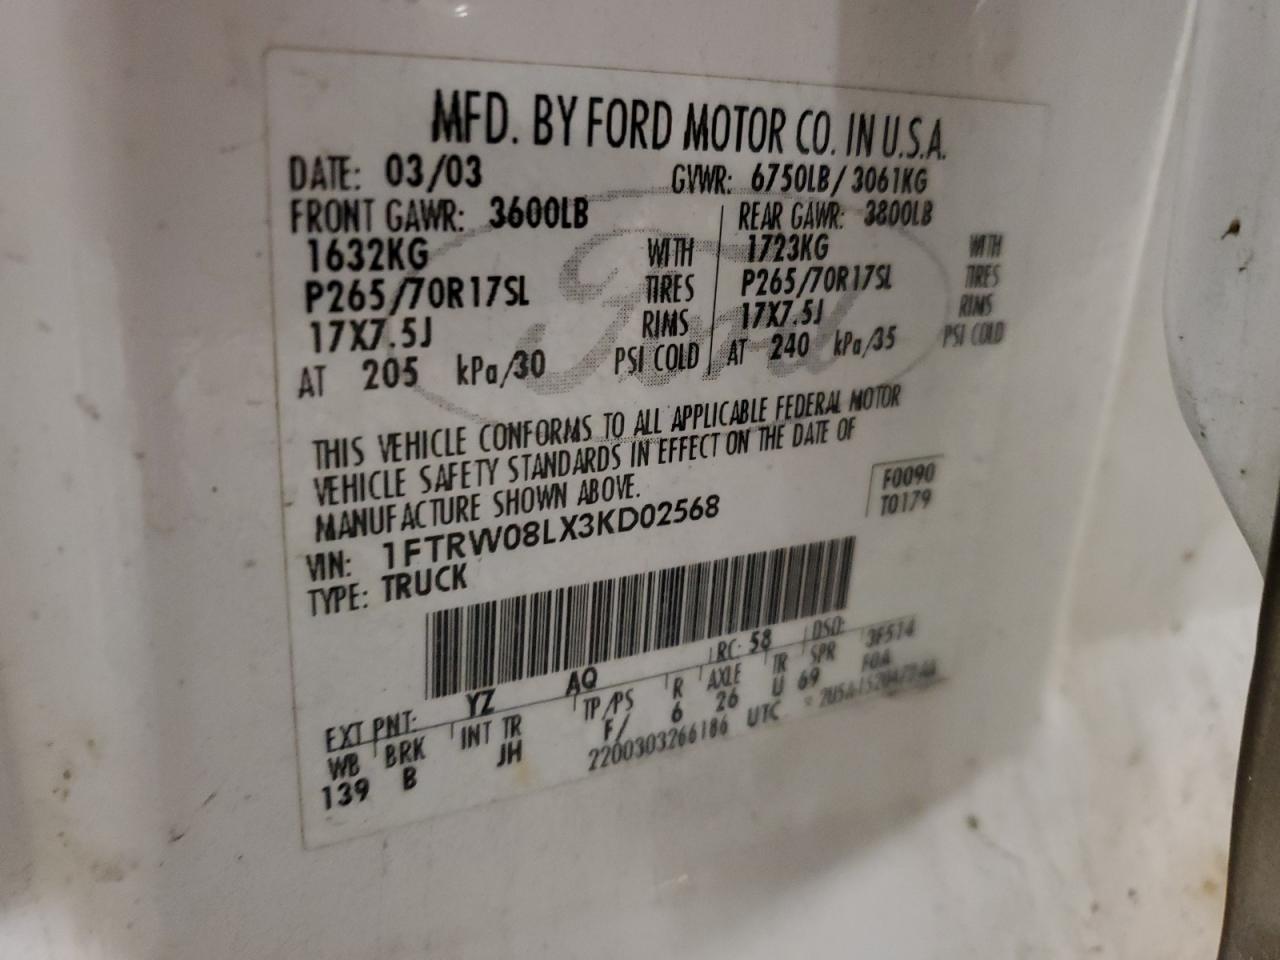 MFD. BY FORD MOTOR CO. IN U.S.A.
DATE: 03/03 GVWR: 6750LB/ 3061KG
FRONT GAWR: 3600LB REAR GAWR: 3800LB
1632KG WITH 1723KG WITH
P265/70R17SL TIRES P265/70R17SL TIRES
17X7.5J RIMS 17X7.5J RIMS
AT 205 kPa/30 PSI COLD AT 240 kPa/35 PSI COLD
Ford
THIS VEHICLE CONFORMS TO ALL APPLICABLE FEDERAL MOTOR
VEHICLE SAFETY STANDARDS IN EFFECT ON THE DATE OF
MANUFACTURE SHOWN ABOVE.
F0090
T0179
VIN: 1FTRW08LX3KD02568
TYPE: TRUCK
EXT PNT: YZ AQ RC: 58 DSO: 3F514
WB BRK INT TR TP/PS R AXLE TR SPR F0A
139 B JH F/ 6 26 U 69
2200303266186 UTC